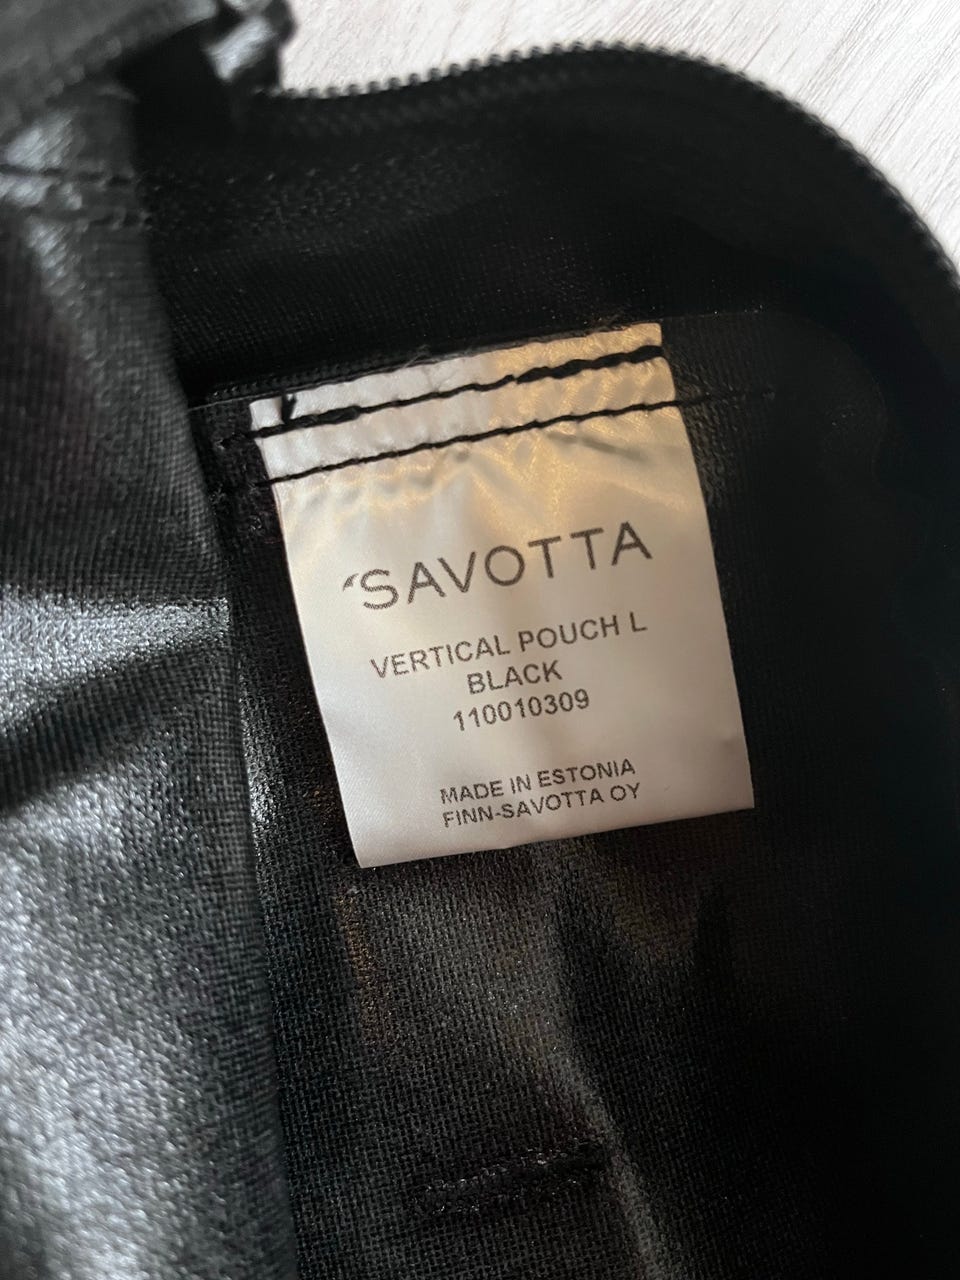 SAVOTTA
VERTICAL POUCH L
BLACK
110010309
MADE IN ESTONIA
FINN-SAVOTTA OY